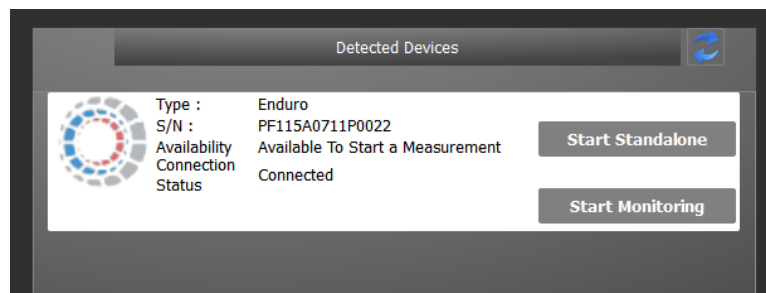 Detected Devices
Type : Enduro
S/N : PF115A0711P0022
Availability Available To Start a Measurement
Connection Status Connected
Start Standalone
Start Monitoring